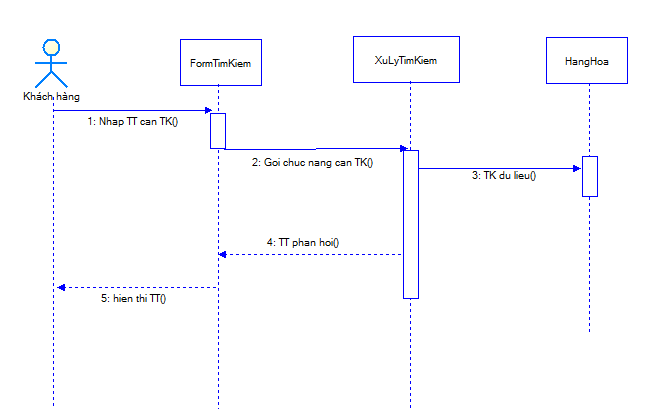 FormTimKiem
XuLyTimKiem
HangHoa
Khách hàng
1: Nhap TT can TK()
2: Goi chuc nang can TK()
3: TK du lieu()
4: TT phan hoi()
5: hien thi TT()